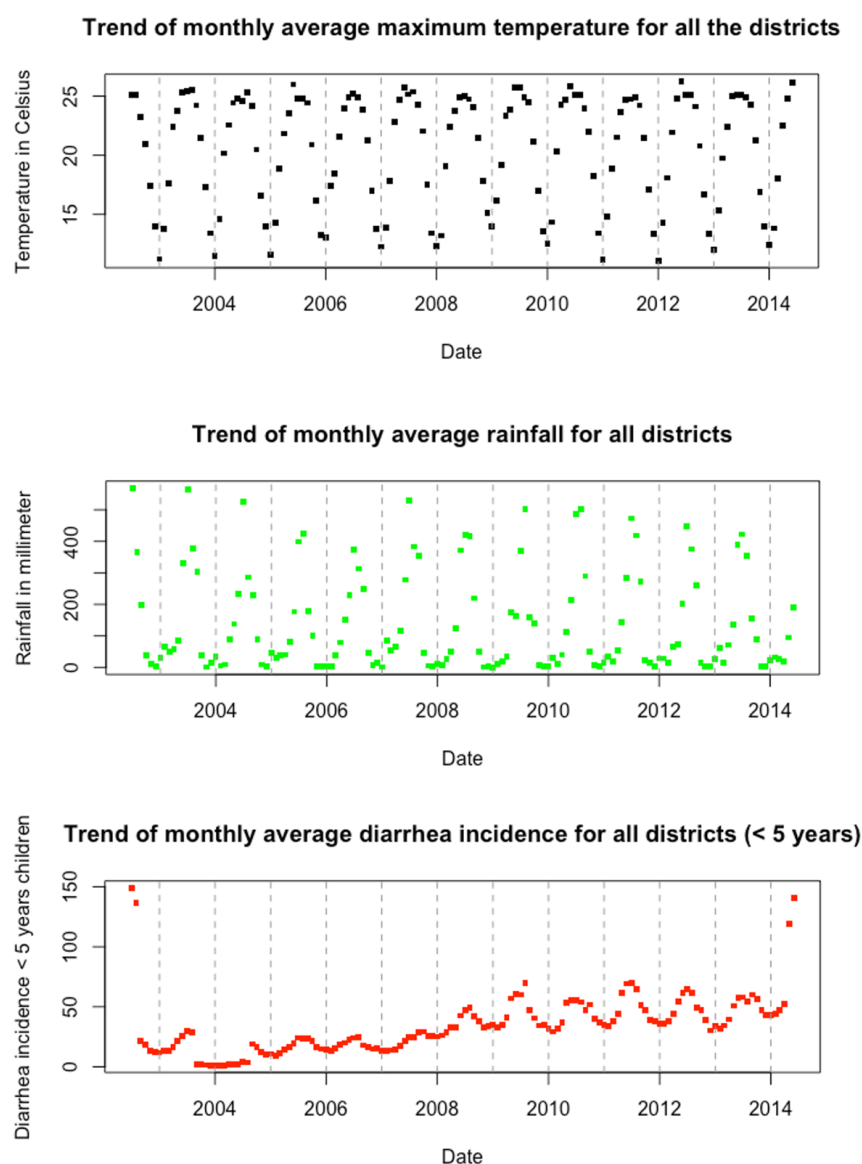 Trend of monthly average maximum temperature for all the districts
Temperature in Celsius
25
20
15
2004 2006 2008 2010 2012 2014
Date
Trend of monthly average rainfall for all districts
Rainfall in millimeter
400
200
0
2004 2006 2008 2010 2012 2014
Date
Trend of monthly average diarrhea incidence for all districts (< 5 years)
Diarrhea incidence < 5 years children
150
100
50
0
2004 2006 2008 2010 2012 2014
Date